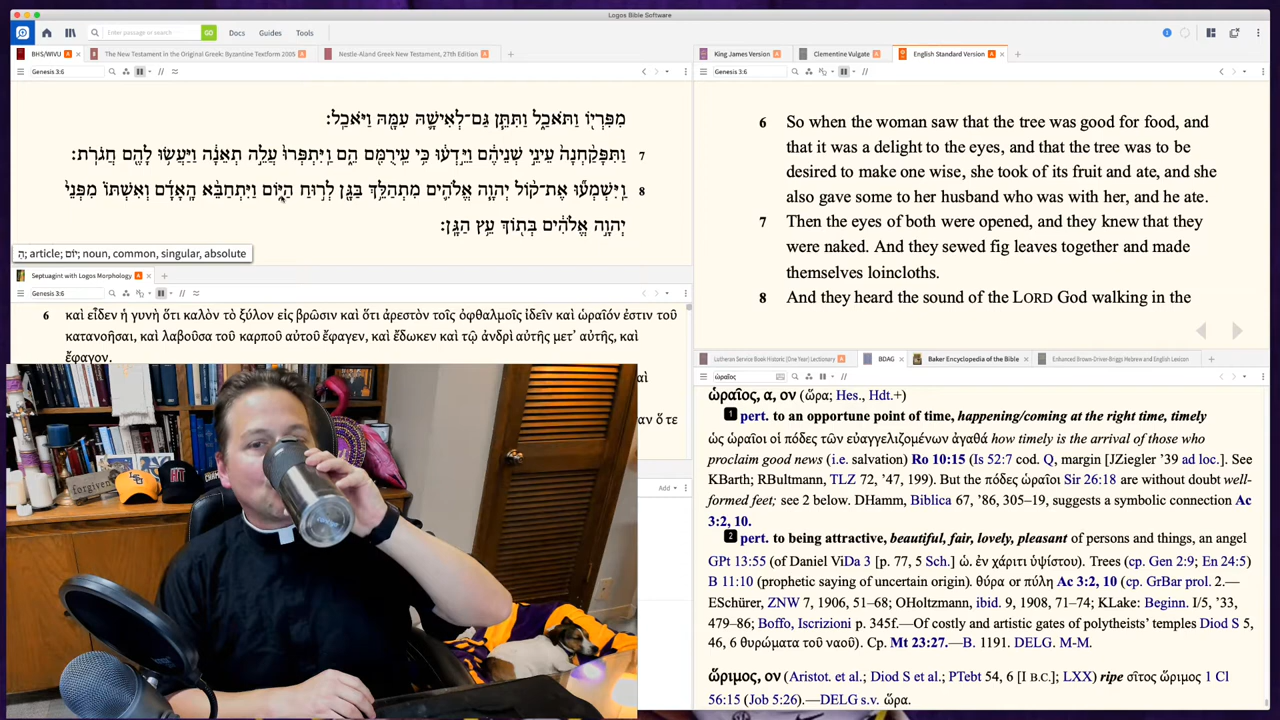 Logos Bible Software
Enter passage or search
GO
Docs
Guides
Tools
BHS/WIVU A
The New Testament in the Original Greek: Byzantine Textform 2005 A
Nestle-Aland Greek New Testament, 27th Edition A
Genesis 3:6
מִפִּרְי֖וֹ וַתֹּאכַ֑ל וַתִּתֵּ֧ן גַּם־לְאִישָׁ֛הּ עִמָּ֖הּ וַיֹּאכַֽל׃
7 וַתִּפָּקַ֙חְנָה֙ עֵינֵ֣י שְׁנֵיהֶ֔ם וַיֵּ֣דְע֔וּ כִּ֥י עֵֽירֻמִּ֖ם הֵ֑ם וַֽיִּתְפְּרוּ֙ עֲלֵ֣ה תְאֵנָ֔ה וַיַּעֲשׂ֥וּ לָהֶ֖ם חֲגֹרֹֽת׃
8 וַֽיִּשְׁמְע֞וּ אֶת־ק֨וֹל יְהוָ֧ה אֱלֹהִ֛ים מִתְהַלֵּ֥ךְ בַּגָּ֖ן לְר֣וּחַ הַיּ֑וֹם וַיִּתְחַבֵּ֨א הָֽאָדָ֜ם וְאִשְׁתּ֗וֹ מִפְּנֵי֙
יְהוָ֣ה אֱלֹהִ֔ים בְּת֖וֹךְ עֵ֥ץ הַגָּֽן׃
הַ; article; יוֹם; noun, common, singular, absolute
Septuagint with Logos Morphology A
Genesis 3:6
6 καὶ εἶδεν ἡ γυνὴ ὅτι καλὸν τὸ ξύλον εἰς βρῶσιν καὶ ὅτι ἀρεστὸν τοῖς ὀφθαλμοῖς ἰδεῖν καὶ ὡραῖόν ἐστιν τοῦ
κατανοῆσαι, καὶ λαβοῦσα τοῦ καρποῦ αὐτοῦ ἔφαγεν, καὶ ἔδωκεν καὶ τῷ ἀνδρὶ αὐτῆς μετʼ αὐτῆς, καὶ
ἔφαγον.
αὶ
αν ὅ τε
Add
forgiven
SD
HIT
King James Version A
Clementine Vulgate A
English Standard Version A
Genesis 3:6
6 So when the woman saw that the tree was good for food, and
that it was a delight to the eyes, and that the tree was to be
desired to make one wise, she took of its fruit and ate, and she
also gave some to her husband who was with her, and he ate.
7 Then the eyes of both were opened, and they knew that they
were naked. And they sewed fig leaves together and made
themselves loincloths.
8 And they heard the sound of the LORD God walking in the
Lutheran Service Book Historic (One Year) Lectionary A
BDAG
Baker Encyclopedia of the Bible
Enhanced Brown-Driver-Briggs Hebrew and English Lexicon
ὡραῖος
ὡραῖος, α, ον (ὥρα; Hes., Hdt.+)
1 pert. to an opportune point of time, happening/coming at the right time, timely
ὡς ὡραῖοι οἱ πόδες τῶν εὐαγγελιζομένων ἀγαθά how timely is the arrival of those who
proclaim good news (i.e. salvation) Ro 10:15 (Is 52:7 cod. Q, margin [JZiegler ’39 ad loc.]. See
KBarth; RBultmann, TLZ 72, ’47, 199). But the πόδες ὡραῖοι Sir 26:18 are without doubt well-
formed feet; see 2 below. DHamm, Biblica 67, ’86, 305–19, suggests a symbolic connection Ac
3:2, 10.
2 pert. to being attractive, beautiful, fair, lovely, pleasant of persons and things, an angel
GPt 13:55 (of Daniel ViDa 3 [p. 77, 5 Sch.] ὡ. ἐν χάριτι ὑψίστου). Trees (cp. Gen 2:9; En 24:5)
B 11:10 (prophetic saying of uncertain origin). θύρα or πύλη Ac 3:2, 10 (cp. GrBar prol. 2.—
ESchürer, ZNW 7, 1906, 51–68; OHoltzmann, ibid. 9, 1908, 71–74; KLake: Beginn. I/5, ’33,
479–86; Boffo, Iscrizioni p. 345f.—Of costly and artistic gates of polytheists’ temples Diod S 5,
46, 6 θυρώματα τοῦ ναοῦ). Cp. Mt 23:27.—B. 1191. DELG. M-M.
ὥριμος, ον (Aristot. et al.; Diod S et al.; PTebt 54, 6 [I B.C.]; LXX) ripe σῖτος ὥριμος 1 Cl
56:15 (Job 5:26).—DELG s.v. ὥρα.